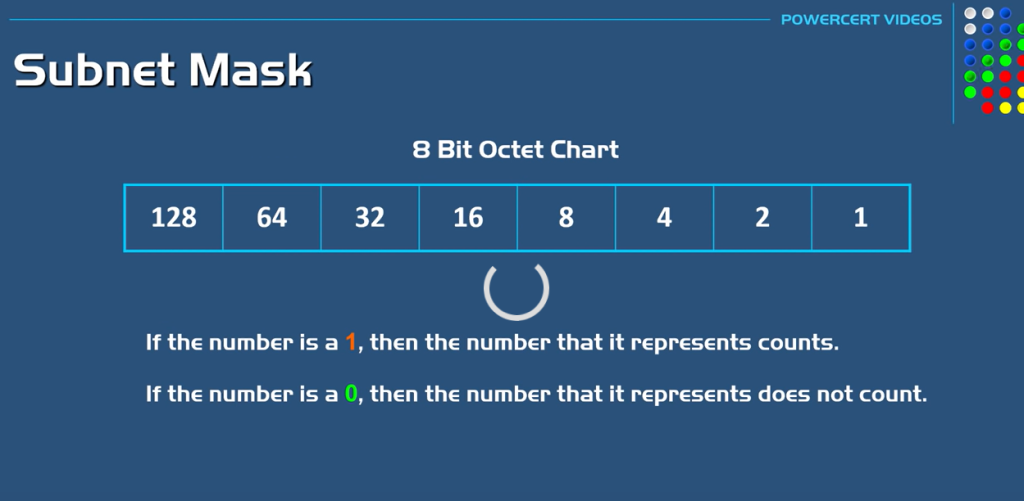 POWERCERT VIDEOS
Subnet Mask
8 Bit Octet Chart
128 64 32 16 8 4 2 1
If the number is a 1, then the number that it represents counts.
If the number is a 0, then the number that it represents does not count.